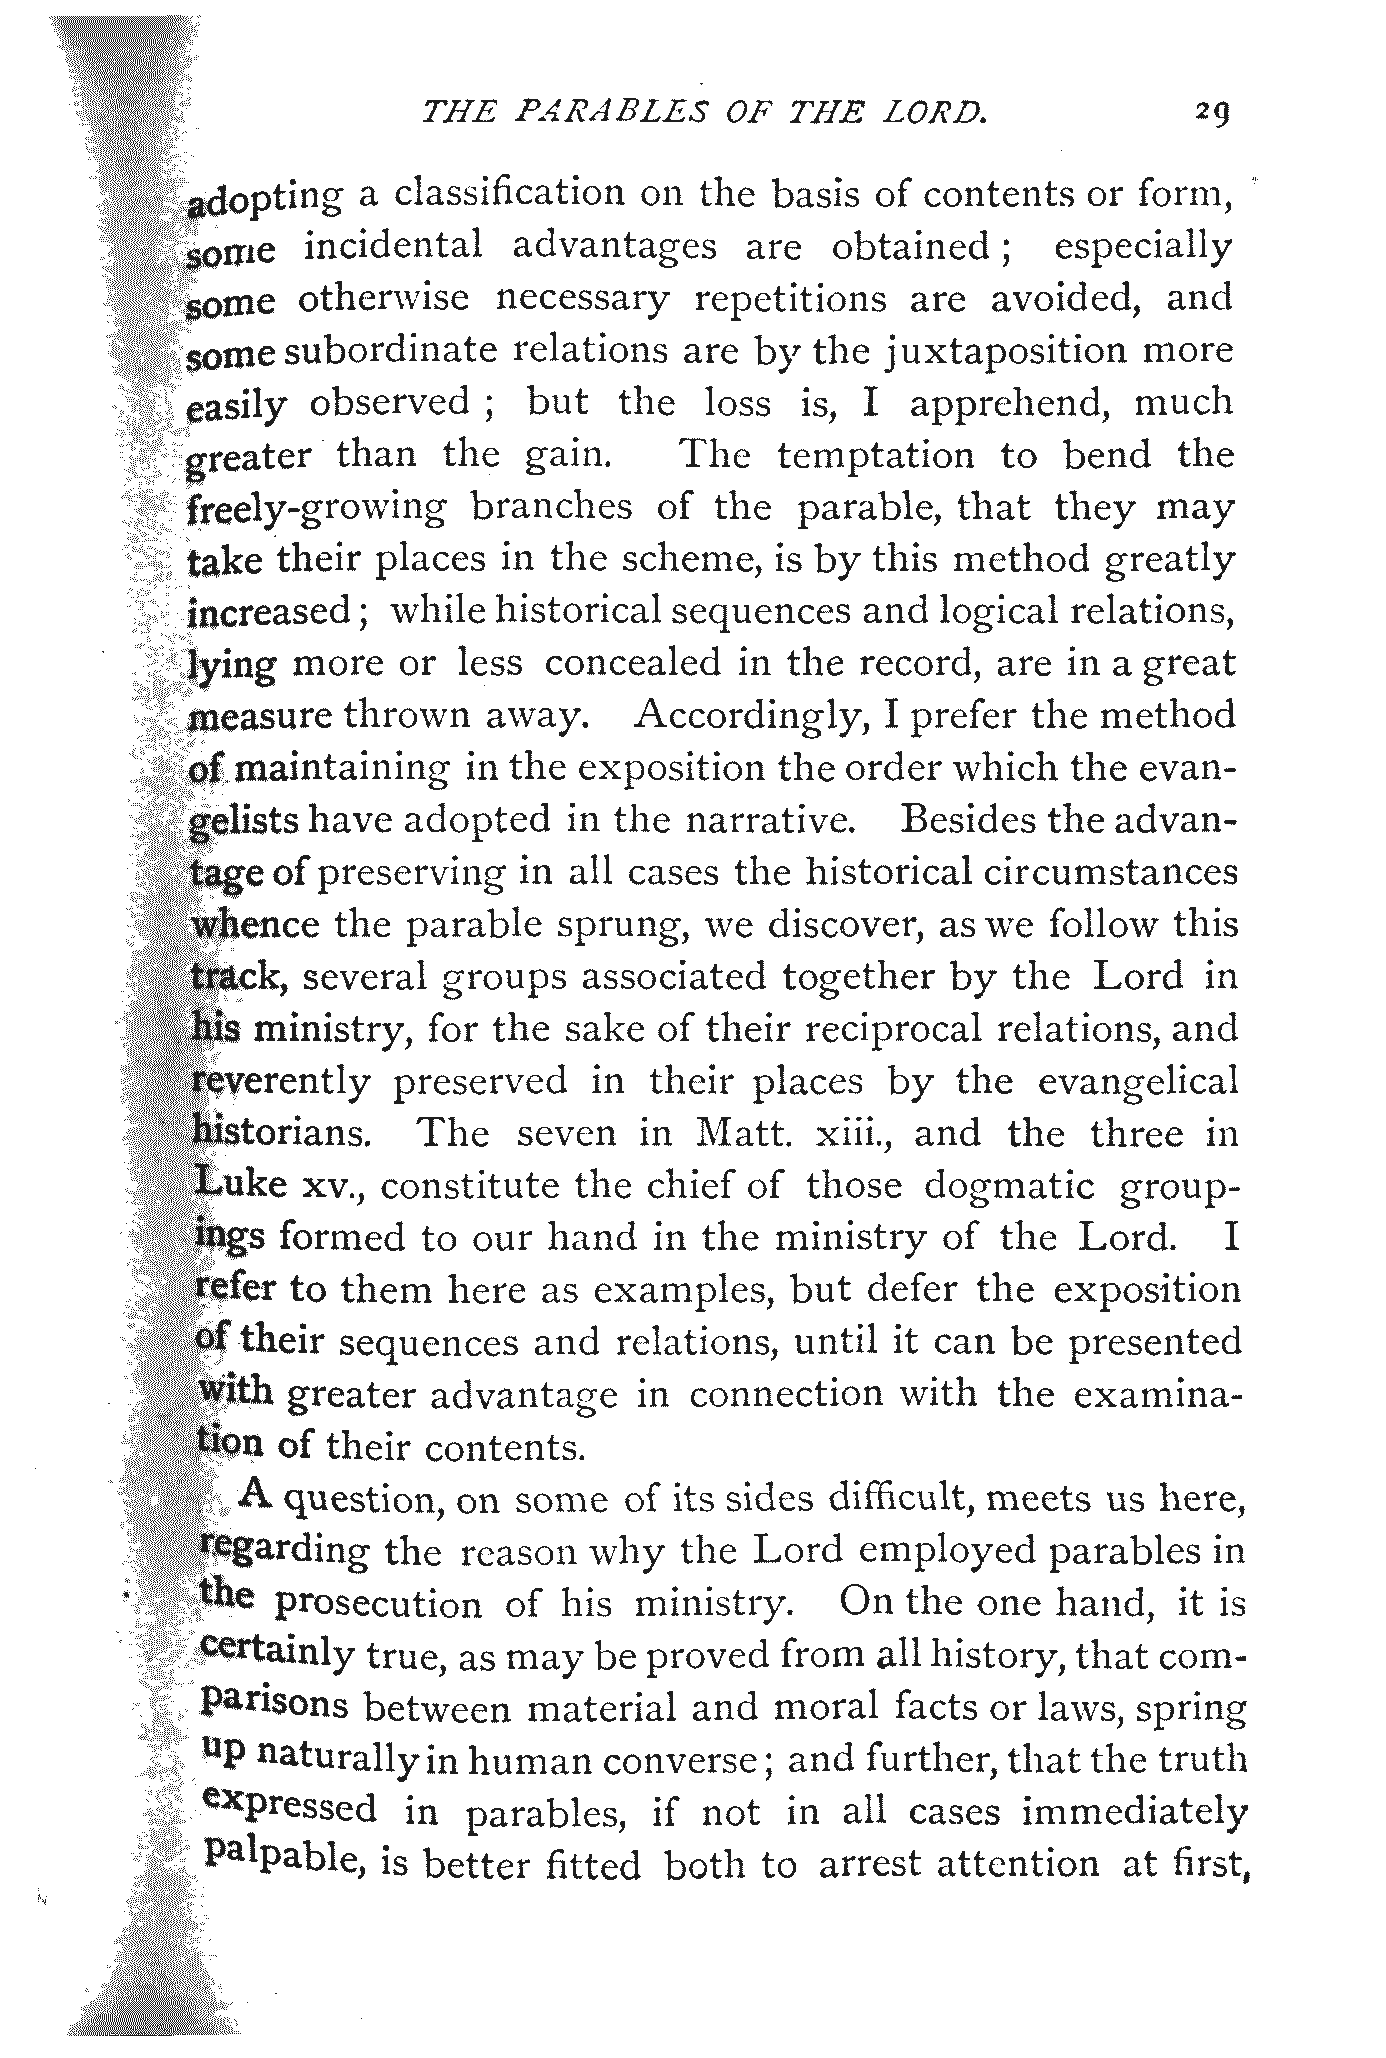 THE PARABLES OF THE LORD. 29
adopting a classification on the basis of contents or form,
some incidental advantages are obtained ; especially
some otherwise necessary repetitions are avoided, and
some subordinate relations are by the juxtaposition more
easily observed ; but the loss is, I apprehend, much
greater than the gain. The temptation to bend the
freely-growing branches of the parable, that they may
take their places in the scheme, is by this method greatly
increased ; while historical sequences and logical relations,
lying more or less concealed in the record, are in a great
measure thrown away. Accordingly, I prefer the method
of maintaining in the exposition the order which the evan-
gelists have adopted in the narrative. Besides the advan-
tage of preserving in all cases the historical circumstances
whence the parable sprung, we discover, as we follow this
track, several groups associated together by the Lord in
his ministry, for the sake of their reciprocal relations, and
reverently preserved in their places by the evangelical
historians. The seven in Matt. xiii., and the three in
Luke xv., constitute the chief of those dogmatic group-
ings formed to our hand in the ministry of the Lord. I
refer to them here as examples, but defer the exposition
of their sequences and relations, until it can be presented
with greater advantage in connection with the examina-
tion of their contents.
A question, on some of its sides difficult, meets us here,
regarding the reason why the Lord employed parables in
the prosecution of his ministry. On the one hand, it is
certainly true, as may be proved from all history, that com-
parisons between material and moral facts or laws, spring
up naturally in human converse ; and further, that the truth
expressed in parables, if not in all cases immediately
palpable, is better fitted both to arrest attention at first,